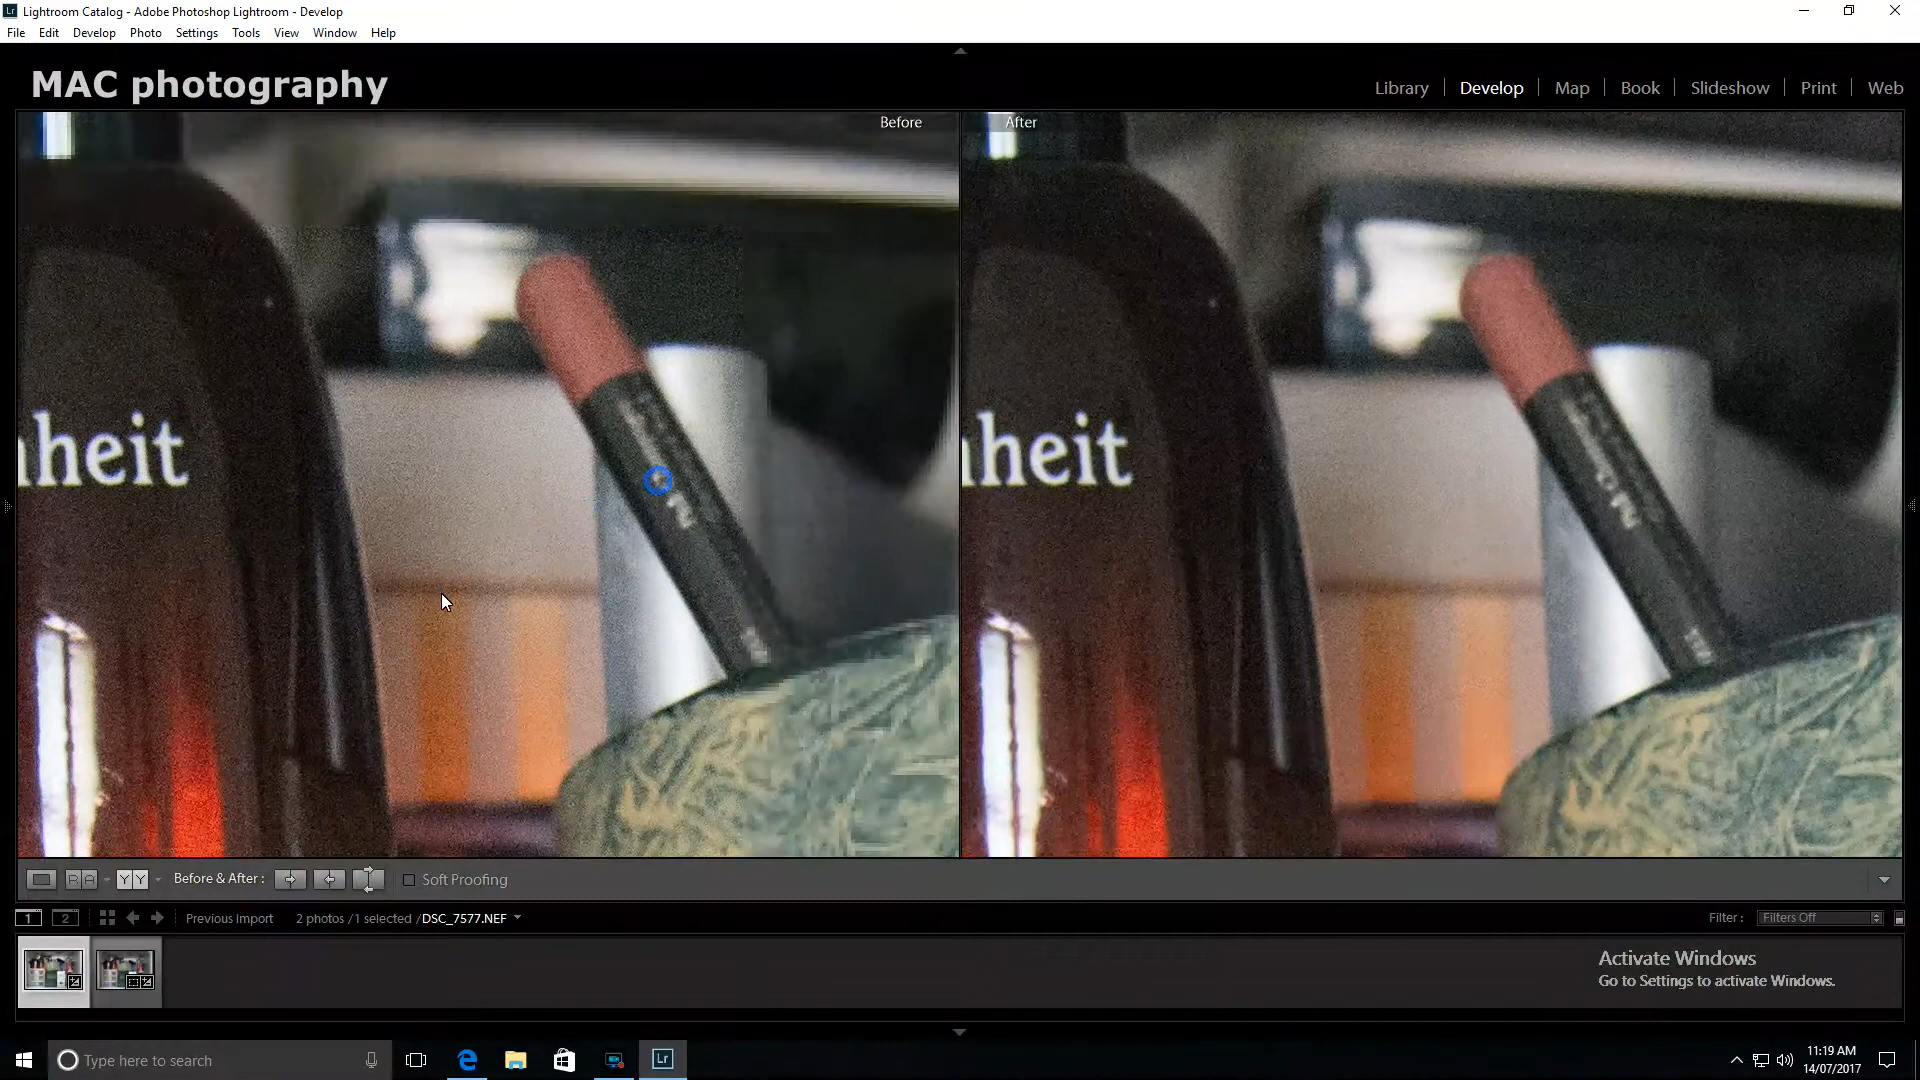 Lightroom Catalog - Adobe Photoshop Lightroom - Develop
File Edit Develop Photo Settings Tools View Window Help
MAC photography
Library Develop Map Book Slideshow Print Web
Before After
nheit nheit
Before & After : Soft Proofing
1 2 Previous Import 2 photos /1 selected /DSC_7577.NEF Filter : Filters Off
Activate Windows
Go to Settings to activate Windows.
Type here to search
Lr
11:19 AM
14/07/2017